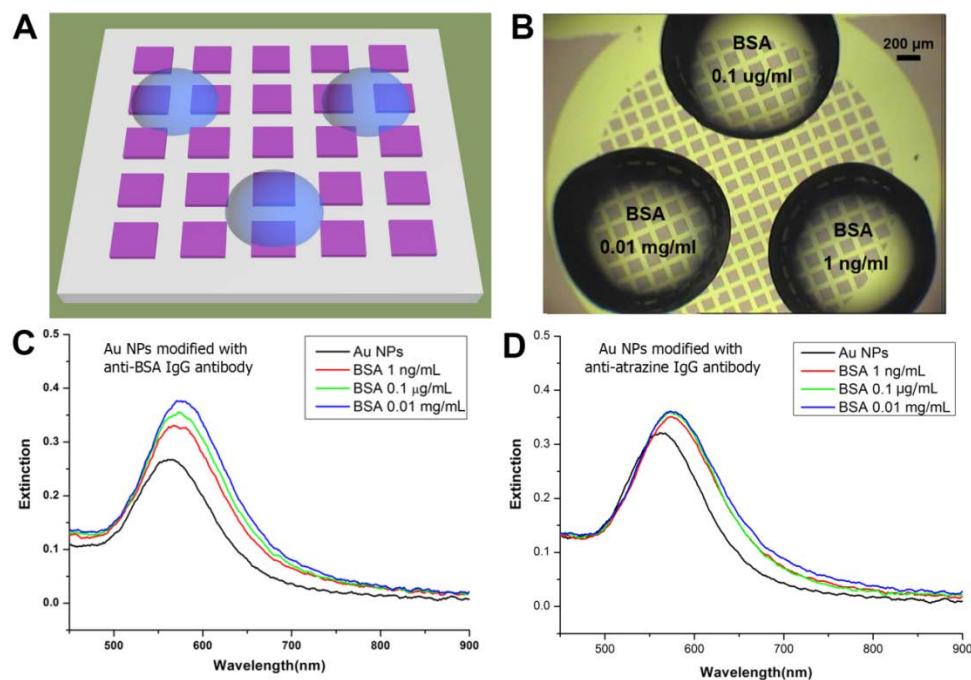 A
B
BSA
0.1 ug/ml
200 µm
BSA
0.01 mg/ml
BSA
1 ng/ml
C
Au NPs modified with
anti-BSA IgG antibody
Au NPs
BSA 1 ng/mL
BSA 0.1 µg/mL
BSA 0.01 mg/mL
Extinction
0.5
0.4
0.3
0.2
0.1
0.0
500
600
700
800
900
Wavelength(nm)
D
Au NPs modified with
anti-atrazine IgG antibody
Au NPs
BSA 1 ng/mL
BSA 0.1 µg/mL
BSA 0.01 mg/mL
Extinction
0.5
0.4
0.3
0.2
0.1
0.0
500
600
700
800
900
Wavelength(nm)